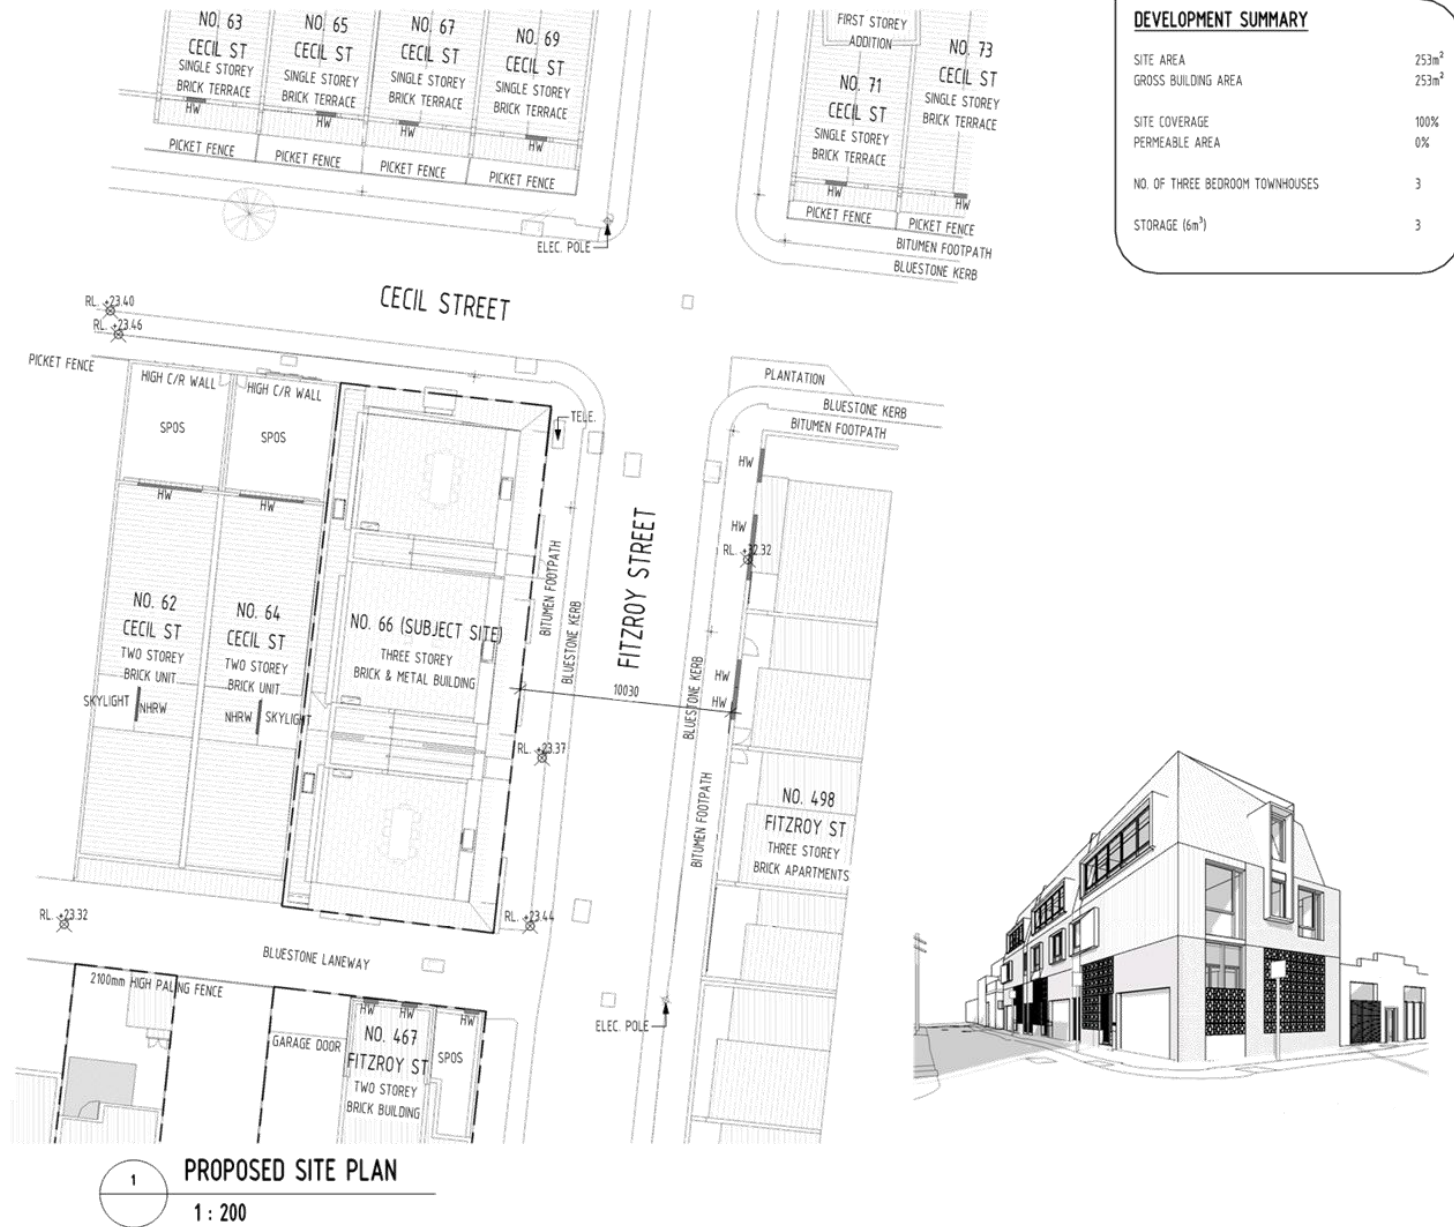 NO. 63
CECIL ST
SINGLE STOREY
BRICK TERRACE
HW
NO. 65
CECIL ST
SINGLE STOREY
BRICK TERRACE
HW
NO. 67
CECIL ST
SINGLE STOREY
BRICK TERRACE
HW
NO. 69
CECIL ST
SINGLE STOREY
BRICK TERRACE
HW
PICKET FENCE
PICKET FENCE
PICKET FENCE
PICKET FENCE
ELEC. POLE
FIRST STOREY
ADDITION
NO. 71
CECIL ST
SINGLE STOREY
BRICK TERRACE
HW
NO. 73
CECIL ST
SINGLE STOREY
BRICK TERRACE
HW
PICKET FENCE
PICKET FENCE
BITUMEN FOOTPATH
BLUESTONE KERB
DEVELOPMENT SUMMARY
SITE AREA 253m²
GROSS BUILDING AREA 253m²
SITE COVERAGE 100%
PERMEABLE AREA 0%
NO. OF THREE BEDROOM TOWNHOUSES 3
STORAGE (6m³) 3
CECIL STREET
RL. +23.40
RL. +23.46
PICKET FENCE
HIGH C/R WALL
HIGH C/R WALL
SPOS
SPOS
HW
HW
TELE.
PLANTATION
BLUESTONE KERB
BITUMEN FOOTPATH
HW
HW
RL. +32.32
FITZROY STREET
BITUMEN FOOTPATH
BLUESTONE KERB
NO. 62
CECIL ST
TWO STOREY
BRICK UNIT
SKYLIGHT
NHRW
NO. 64
CECIL ST
TWO STOREY
BRICK UNIT
NHRW
SKYLIGHT
NO. 66 (SUBJECT SITE)
THREE STOREY
BRICK & METAL BUILDING
10030
HW
HW
BLUESTONE KERB
BITUMEN FOOTPATH
RL. +23.37
NO. 498
FITZROY ST
THREE STOREY
BRICK APARTMENTS
RL. +23.32
RL. +23.44
BLUESTONE LANEWAY
2100mm HIGH PALING FENCE
GARAGE DOOR
HW
HW
HW
NO. 467
FITZROY ST
TWO STOREY
BRICK BUILDING
SPOS
ELEC. POLE
1
PROPOSED SITE PLAN
1 : 200